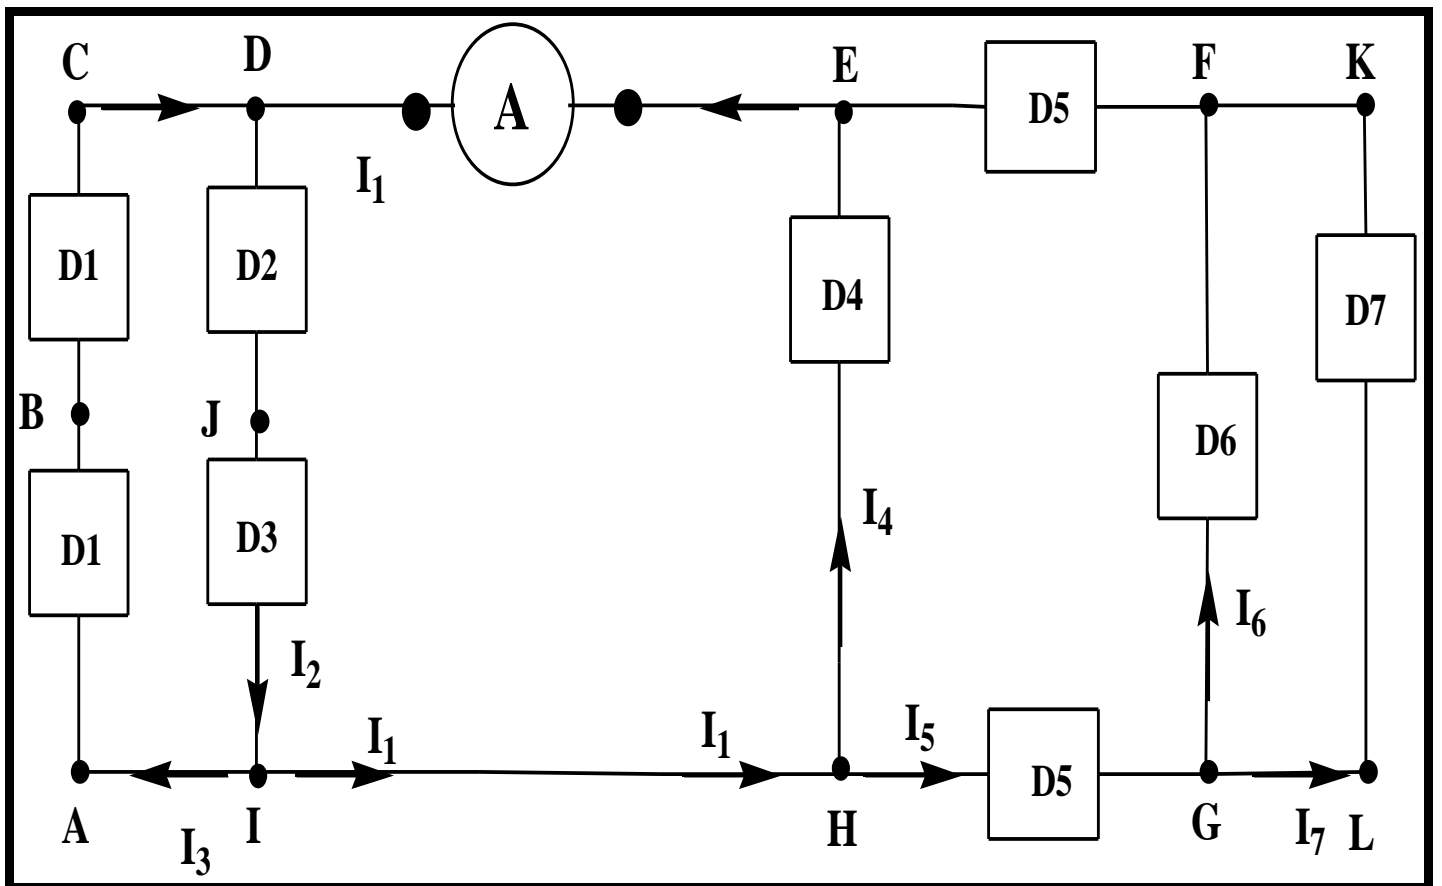 C D A E F K
D5
I1
D1 D2 D4 D7
B J D6
D1 D3 I4
I2 I6
I1 I1 I5
D5
A I3 I H G I7 L